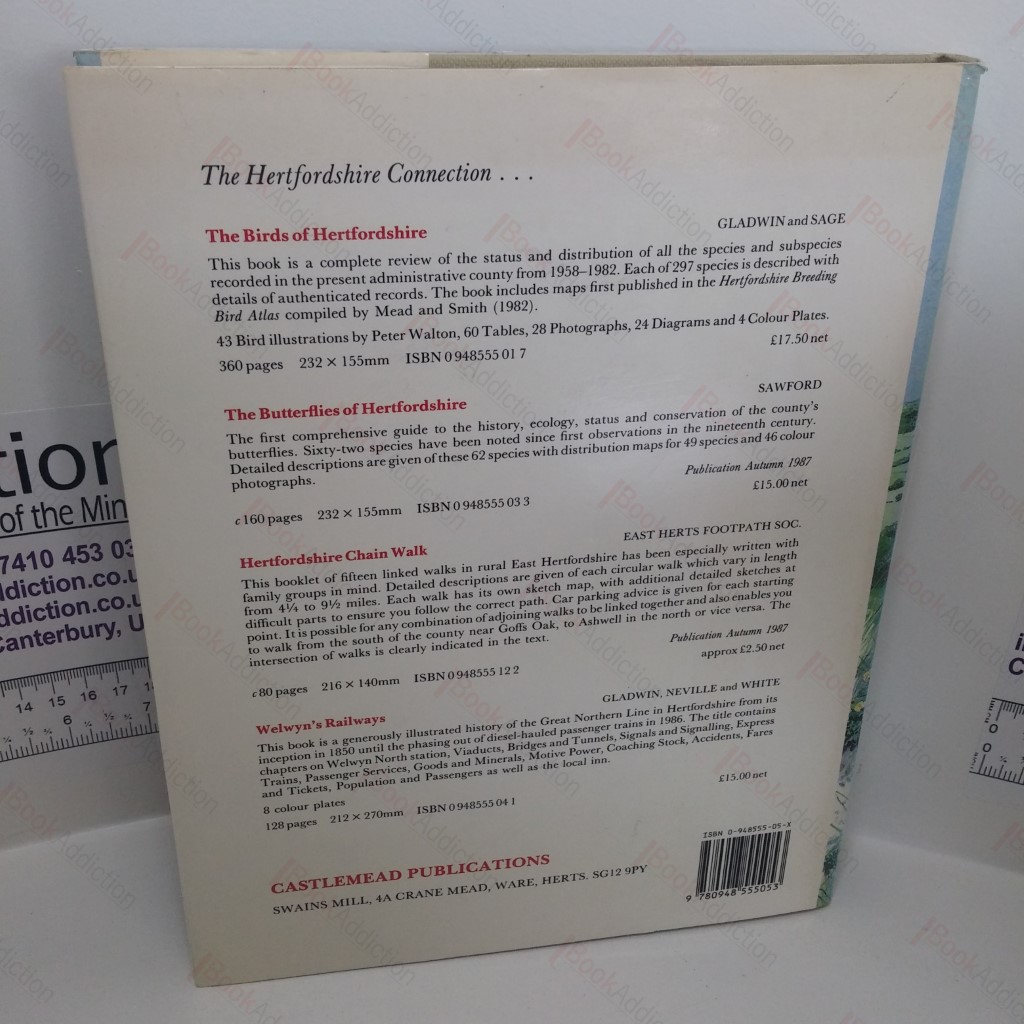 The Hertfordshire Connection . . .
The Birds of Hertfordshire
GLADWIN and SAGE
This book is a complete review of the status and distribution of all the species and subspecies
recorded in the present administrative county from 1958–1982. Each of 297 species is described with
details of authenticated records. The book includes maps first published in the Hertfordshire Breeding
Bird Atlas compiled by Mead and Smith (1982).
43 Bird illustrations by Peter Walton, 60 Tables, 28 Photographs, 24 Diagrams and 4 Colour Plates.
360 pages 232 × 155mm ISBN 0 948555 01 7
£17.50 net
The Butterflies of Hertfordshire
SAWFORD
The first comprehensive guide to the history, ecology, status and conservation of the county's
butterflies. Sixty-two species have been noted since first observations in the nineteenth century.
Detailed descriptions are given of these 62 species with distribution maps for 49 species and 46 colour
photographs.
Publication Autumn 1987
c160 pages 232 × 155mm ISBN 0 948555 03 3
£15.00 net
Hertfordshire Chain Walk
EAST HERTS FOOTPATH SOC.
This booklet of fifteen linked walks in rural East Hertfordshire has been especially written with
family groups in mind. Detailed descriptions are given of each circular walk which vary in length
from 4¼ to 9½ miles. Each walk has its own sketch map, with additional detailed sketches at
difficult parts to ensure you follow the correct path. Car parking advice is given for each starting
point. It is possible for any combination of adjoining walks to be linked together and also enables you
to walk from the south of the county near Goffs Oak, to Ashwell in the north or vice versa. The
intersection of walks is clearly indicated in the text.
Publication Autumn 1987
c80 pages 216 × 140mm ISBN 0 948555 12 2
approx £2.50 net
Welwyn's Railways
GLADWIN, NEVILLE and WHITE
This book is a generously illustrated history of the Great Northern Line in Hertfordshire from its
inception in 1850 until the phasing out of diesel-hauled passenger trains in 1986. The title contains
chapters on Welwyn North station, Viaducts, Bridges and Tunnels, Signals and Signalling, Express
Trains, Passenger Services, Goods and Minerals, Motive Power, Coaching Stock, Accidents, Fares
and Tickets, Population and Passengers as well as the local inn.
8 colour plates
128 pages 212 × 270mm ISBN 0 948555 04 1
£15.00 net
CASTLEMEAD PUBLICATIONS
SWAINS MILL, 4A CRANE MEAD, WARE, HERTS. SG12 9PY
ISBN 0-948555-05-X
9 780948 555053
tion
of the Min
7410 453 03
ddiction.co.u
ddiction.co.u
Canterbury, U
14 15 16 17
6 7
BookAddiction